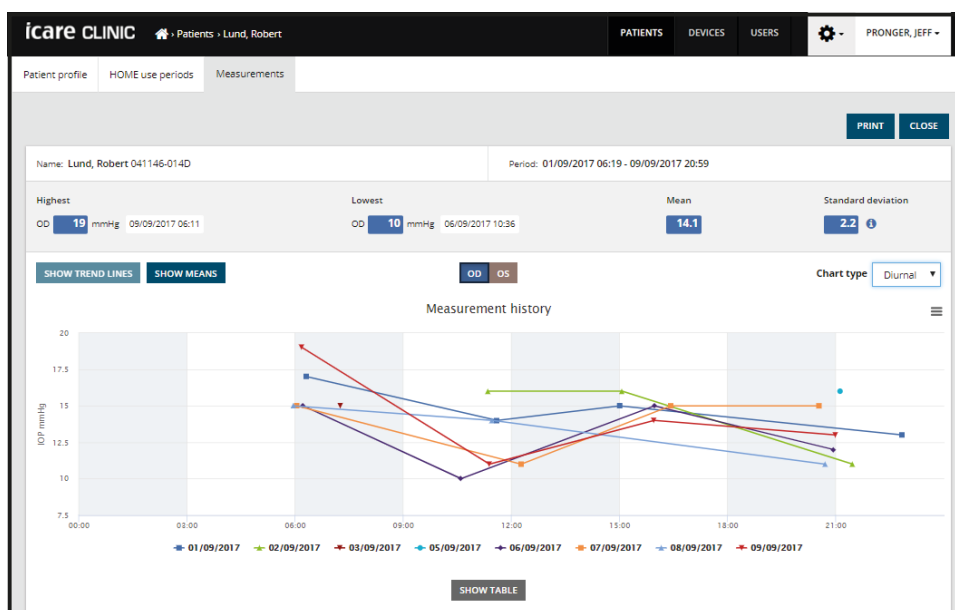 icare CLINIC › Patients › Lund, Robert PATIENTS DEVICES USERS PRONGER, JEFF
Patient profile HOME use periods Measurements
PRINT CLOSE
Name: Lund, Robert 041146-014D Period: 01/09/2017 06:19 - 09/09/2017 20:59
Highest Lowest Mean Standard deviation
OD 19 mmHg 09/09/2017 06:11 OD 10 mmHg 06/09/2017 10:36 14.1 2.2 i
SHOW TREND LINES SHOW MEANS OD OS Chart type Diurnal
Measurement history
IOP mmHg
20
17.5
15
12.5
10
7.5
00:00 03:00 06:00 09:00 12:00 15:00 18:00 21:00
01/09/2017 02/09/2017 03/09/2017 05/09/2017 06/09/2017 07/09/2017 08/09/2017 09/09/2017
SHOW TABLE